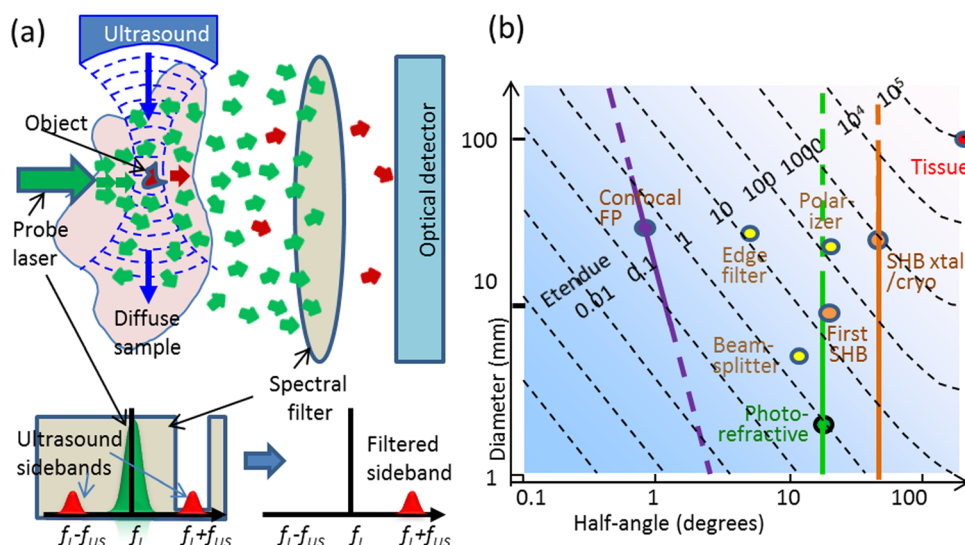 (a)
Ultrasound
Object
Probe
laser
Diffuse
sample
Optical detector
Spectral
filter
Ultrasound
sidebands
Filtered
sideband
f_L-f_US
f_L
f_L+f_US
f_L-f_US
f_L
f_L+f_US
(b)
Diameter (mm)
100
10
1
0.1
1
10
100
Half-angle (degrees)
Etendue
0.01
0.1
1
10
100
1000
10⁴
10⁵
Confocal
FP
Edge
filter
Polar-
izer
Tissue
SHB xtal
/cryo
First
SHB
Beam-
splitter
Photo-
refractive